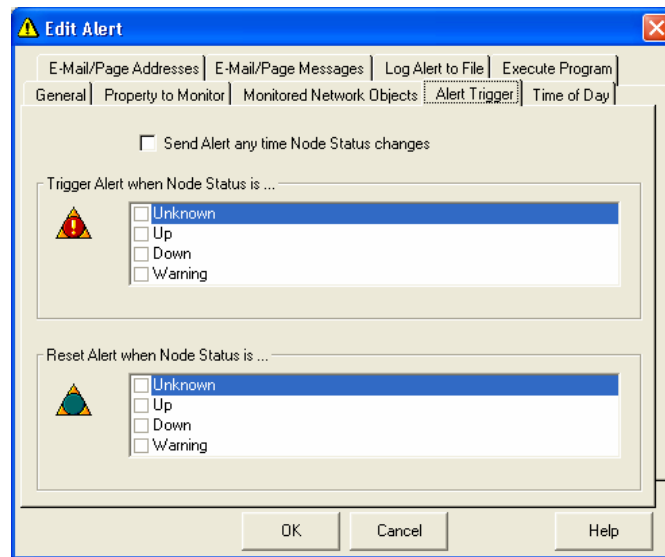 Edit Alert
E-Mail/Page Addresses E-Mail/Page Messages Log Alert to File Execute Program
General Property to Monitor Monitored Network Objects Alert Trigger Time of Day
Send Alert any time Node Status changes
Trigger Alert when Node Status is ...
Unknown
Up
Down
Warning
Reset Alert when Node Status is ...
Unknown
Up
Down
Warning
OK Cancel Help